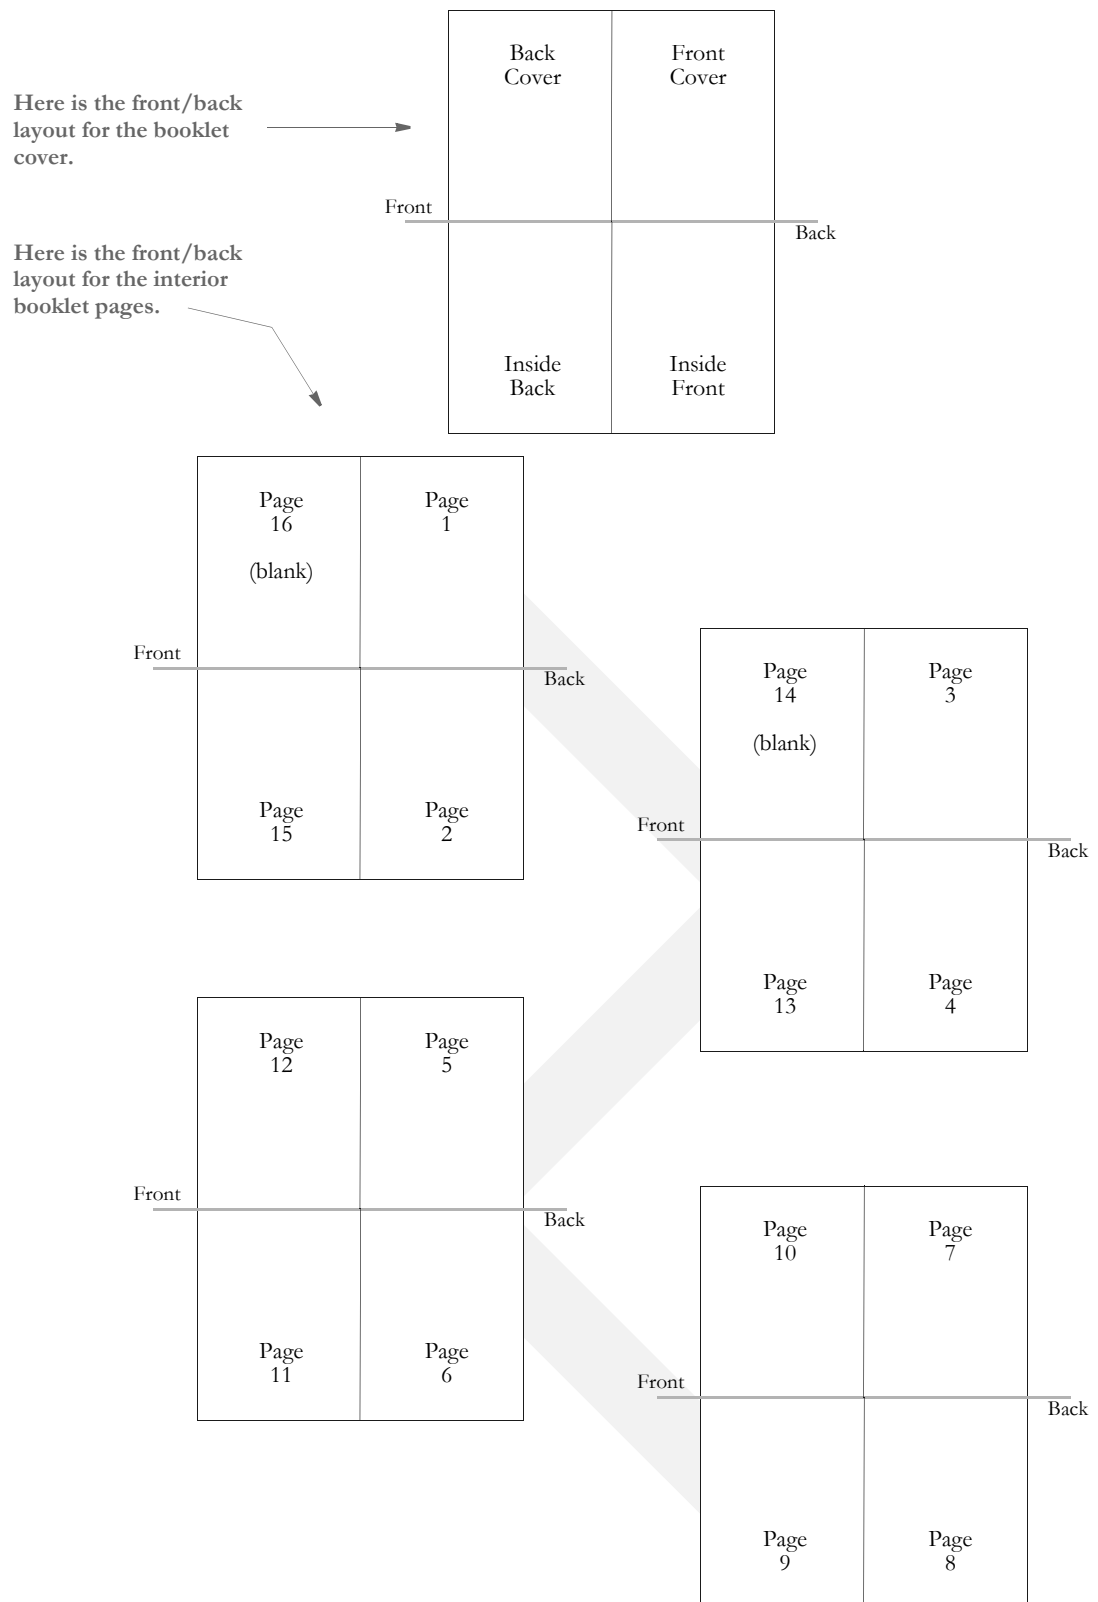 Back
Cover
Front
Cover
Here is the front/back
layout for the booklet
cover.
Front
Back
Here is the front/back
layout for the interior
booklet pages.
Inside
Back
Inside
Front
Page
16
(blank)
Page
1
Front
Back
Page
15
Page
2
Page
14
(blank)
Page
3
Front
Back
Page
13
Page
4
Page
12
Page
5
Front
Back
Page
11
Page
6
Page
10
Page
7
Front
Back
Page
9
Page
8